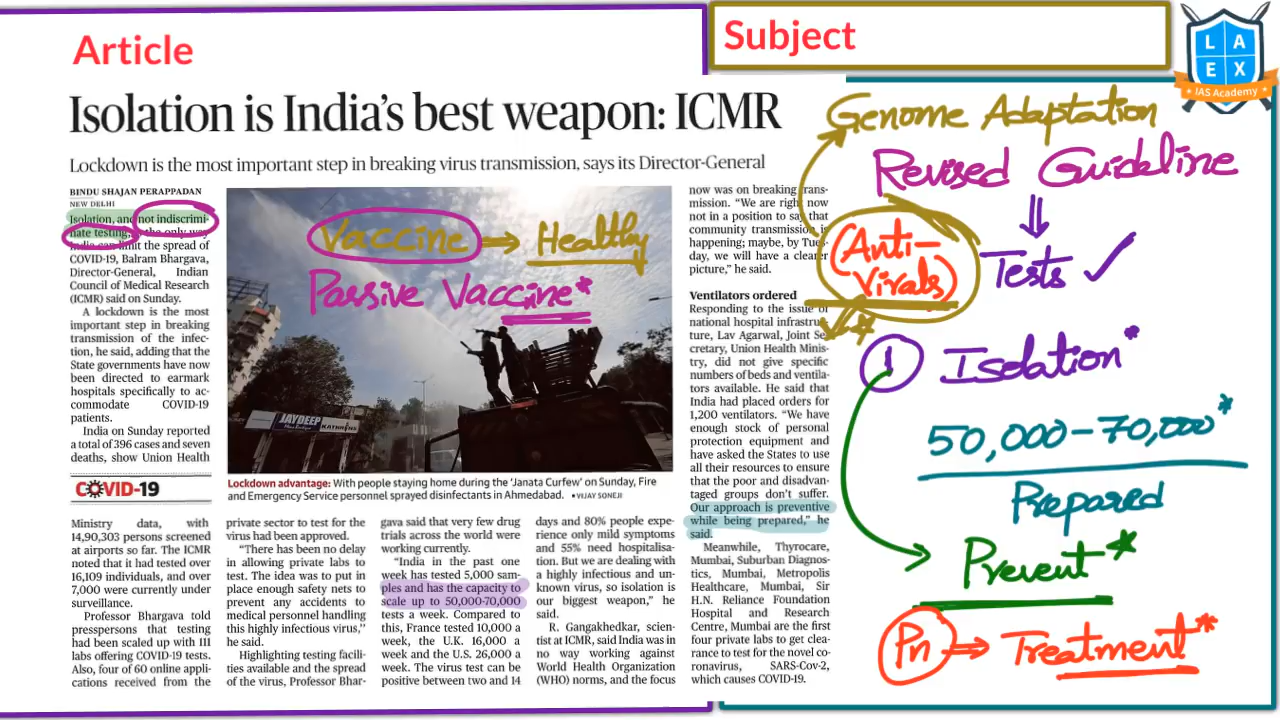 Article
Subject
L A
E X
IAS Academy
Isolation is India's best weapon: ICMR
Lockdown is the most important step in breaking virus transmission, says its Director-General
BINDU SHAJAN PERAPPADAN
NEW DELHI
Isolation, and not indiscrimi-
nate testing, is the only way
India can limit the spread of
COVID-19, Balram Bhargava,
Director-General, Indian
Council of Medical Research
(ICMR) said on Sunday.
A lockdown is the most
important step in breaking
transmission of the infec-
tion, he said, adding that the
State governments have now
been directed to earmark
hospitals specifically to ac-
commodate COVID-19
patients.
India on Sunday reported
a total of 396 cases and seven
deaths, show Union Health
COVID-19
Ministry data, with
14,90,303 persons screened
at airports so far. The ICMR
noted that it had tested over
16,109 individuals, and over
7,000 were currently under
surveillance.
Professor Bhargava told
presspersons that testing
had been scaled up with 111
labs offering COVID-19 tests.
Also, four of 60 online appli-
cations received from the
Vaccine ⇒ Healthy
Passive Vaccine*
JAYDEEP
Lockdown advantage: With people staying home during the 'Janata Curfew' on Sunday, Fire
and Emergency Service personnel sprayed disinfectants in Ahmedabad. • VIJAY SONEJI
private sector to test for the
virus had been approved.
"There has been no delay
in allowing private labs to
test. The idea was to put in
place enough safety nets to
prevent any accidents to
medical personnel handling
this highly infectious virus,"
he said.
Highlighting testing facili-
ties available and the spread
of the virus, Professor Bhar-
gava said that very few drug
trials across the world were
working currently.
"India in the past one
week has tested 5,000 sam-
ples and has the capacity to
scale up to 50,000-70,000
tests a week. Compared to
this, France tested 10,000 a
week, the U.K. 16,000 a
week and the U.S. 26,000 a
week. The virus test can be
positive between two and 14
days and 80% people expe-
rience only mild symptoms
and 55% need hospitalisa-
tion. But we are dealing with
a highly infectious and un-
known virus, so isolation is
our biggest weapon," he
said.
R. Gangakhedkar, scien-
tist at ICMR, said India was in
no way working against
World Health Organization
(WHO) norms, and the focus
now was on breaking trans-
mission. "We are right now
not in a position to say that
community transmission is
happening; maybe, by Tues-
day, we will have a clearer
picture," he said.
Ventilators ordered
Responding to the issue of
national hospital infrastruc-
ture, Lav Agarwal, Joint Se-
cretary, Union Health Minis-
try, did not give specific
numbers of beds and ventila-
tors available. He said that
India had placed orders for
1,200 ventilators. "We have
enough stock of personal
protection equipment and
have asked the States to use
all their resources to ensure
that the poor and disadvan-
taged groups don't suffer.
Our approach is preventive
while being prepared," he
said.
Meanwhile, Thyrocare,
Mumbai, Suburban Diagnos-
tics, Mumbai, Metropolis
Healthcare, Mumbai, Sir
H.N. Reliance Foundation
Hospital and Research
Centre, Mumbai are the first
four private labs to get clea-
rance to test for the novel co-
ronavirus, SARS-Cov-2,
which causes COVID-19.
Genome Adaptation
Revised Guideline
(Anti-
Virals)
Tests ✓
1 Isolation*
50,000-70,000*
Prepared
Prevent*
Pn → Treatment*